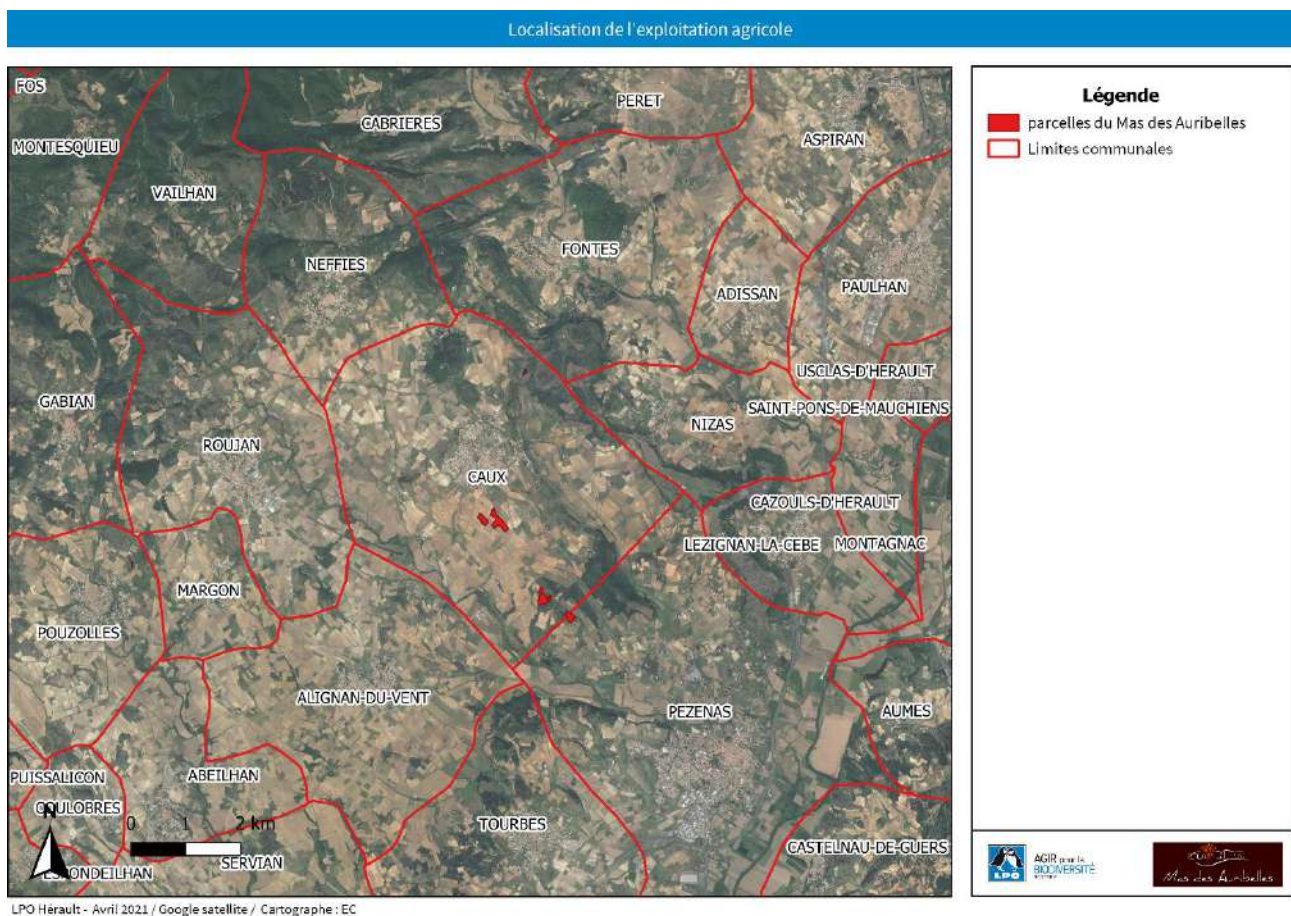 Localisation de l'exploitation agricole
FOS
PERET
CABRIERES
ASPIRAN
MONTESQUIEU
VAILHAN
FONTES
NEFFIES
PAULHAN
ADISSAN
USCLAS-D'HERAULT
GABIAN
SAINT-PONS-DE-MAUCHIENS
NIZAS
ROUJAN
CAUX
CAZOULS-D'HERAULT
LEZIGNAN-LA-CEBE
MONTAGNAC
MARGON
POUZOLLES
ALIGNAN-DU-VENT
PEZENAS
AUMES
PUISSALICON
ABEILHAN
COULOBRES
N
0 1 2 km
TOURBES
CASTELNAU-DE-GUERS
SERVIAN
ESPONDEILHAN
Légende
parcelles du Mas des Auribelles
Limites communales
LPO
AGIR pour la
BIODIVERSITÉ
Mas des Auribelles
LPO Hérault - Avril 2021 / Google satellite / Cartographe : EC